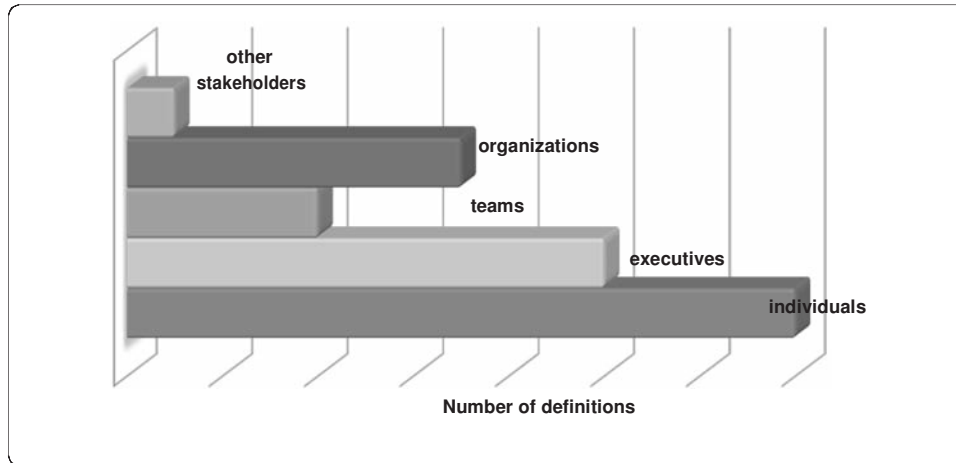 other
stakeholders
organizations
teams
executives
individuals
Number of definitions